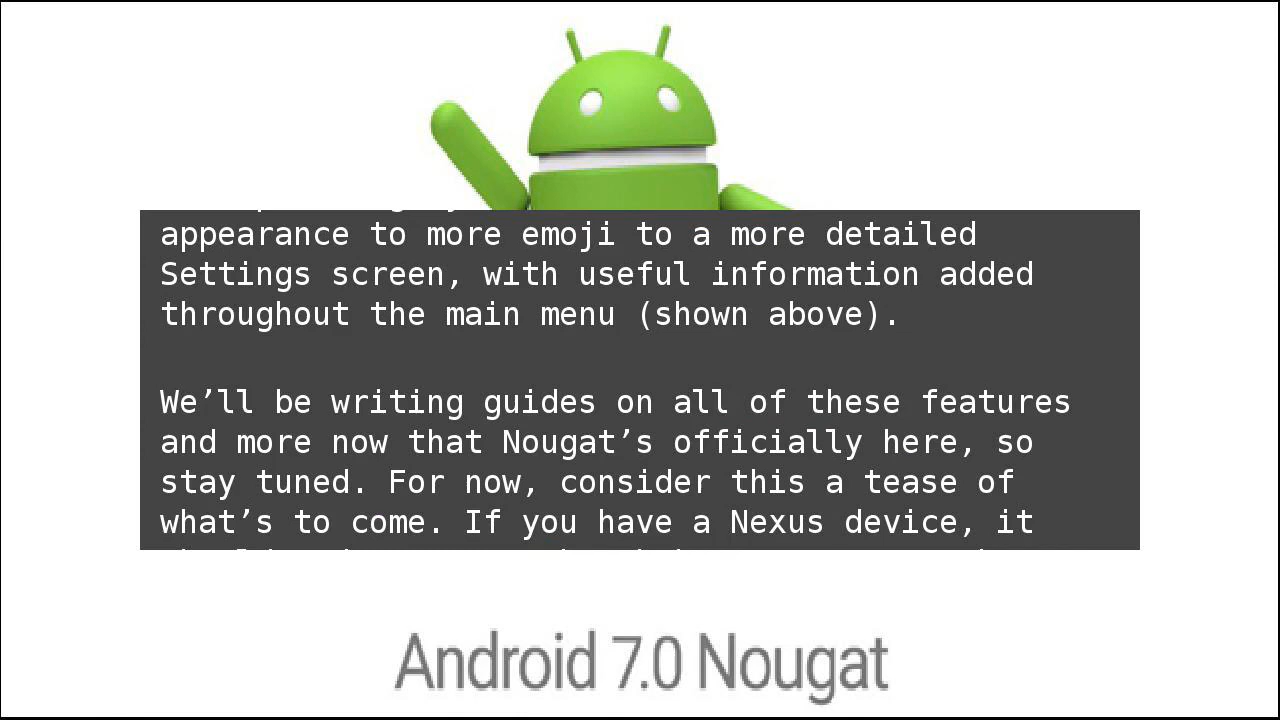 appearance to more emoji to a more detailed
Settings screen, with useful information added
throughout the main menu (shown above).
We’ll be writing guides on all of these features
and more now that Nougat’s officially here, so
stay tuned. For now, consider this a tease of
what’s to come. If you have a Nexus device, it
Android 7.0 Nougat